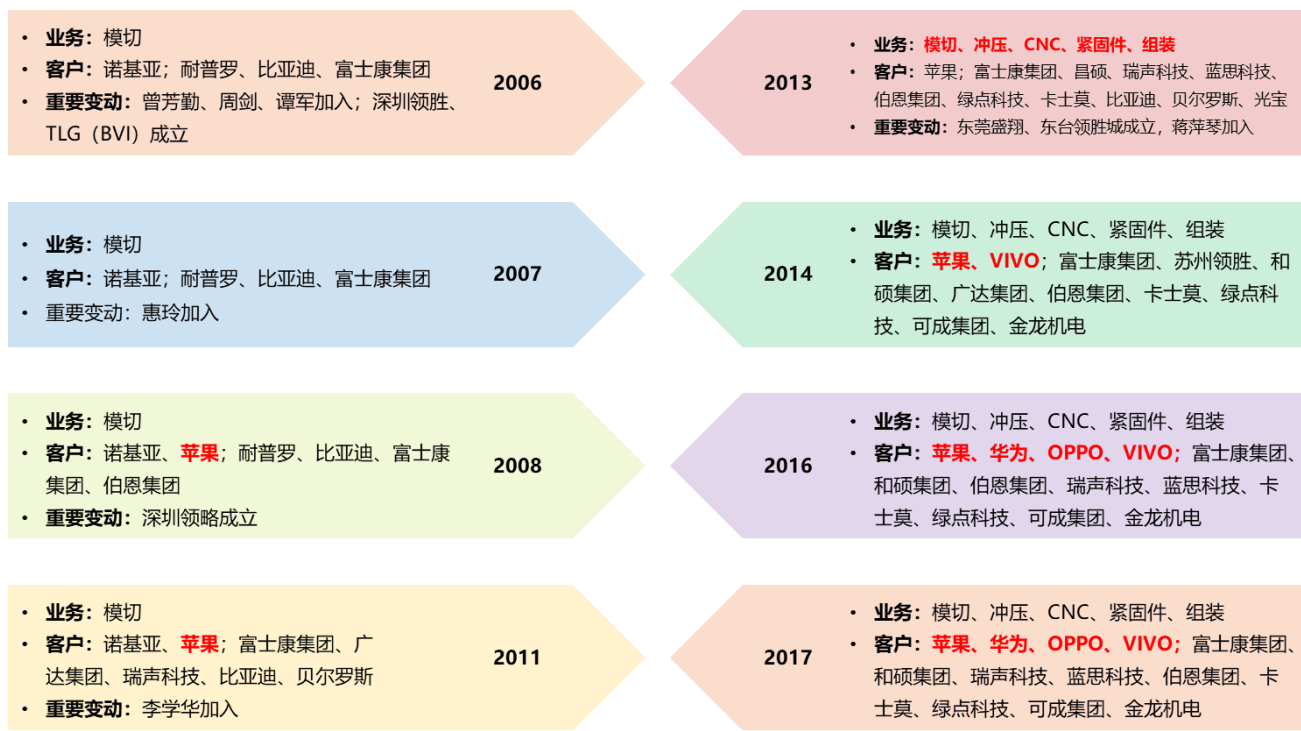 • 业务：模切
• 客户：诺基亚；耐普罗、比亚迪、富士康集团
• 重要变动：曾芳勤、周剑、谭军加入；深圳领胜、
TLG（BVI）成立
2006
• 业务：模切
• 客户：诺基亚；耐普罗、比亚迪、富士康集团
• 重要变动：惠玲加入
2007
• 业务：模切
• 客户：诺基亚、苹果；耐普罗、比亚迪、富士康
集团、伯恩集团
• 重要变动：深圳领略成立
2008
• 业务：模切
• 客户：诺基亚、苹果；富士康集团、广
达集团、瑞声科技、比亚迪、贝尔罗斯
• 重要变动：李学华加入
2011
2013
• 业务：模切、冲压、CNC、紧固件、组装
• 客户：苹果；富士康集团、昌硕、瑞声科技、蓝思科技、
伯恩集团、绿点科技、卡士莫、比亚迪、贝尔罗斯、光宝
• 重要变动：东莞盛翔、东台领胜城成立，蒋萍琴加入
2014
• 业务：模切、冲压、CNC、紧固件、组装
• 客户：苹果、VIVO；富士康集团、苏州领胜、和
硕集团、广达集团、伯恩集团、卡士莫、绿点科
技、可成集团、金龙机电
2016
• 业务：模切、冲压、CNC、紧固件、组装
• 客户：苹果、华为、OPPO、VIVO；富士康集团、
和硕集团、伯恩集团、瑞声科技、蓝思科技、卡
士莫、绿点科技、可成集团、金龙机电
2017
• 业务：模切、冲压、CNC、紧固件、组装
• 客户：苹果、华为、OPPO、VIVO；富士康集团、
和硕集团、瑞声科技、蓝思科技、伯恩集团、卡
士莫、绿点科技、可成集团、金龙机电